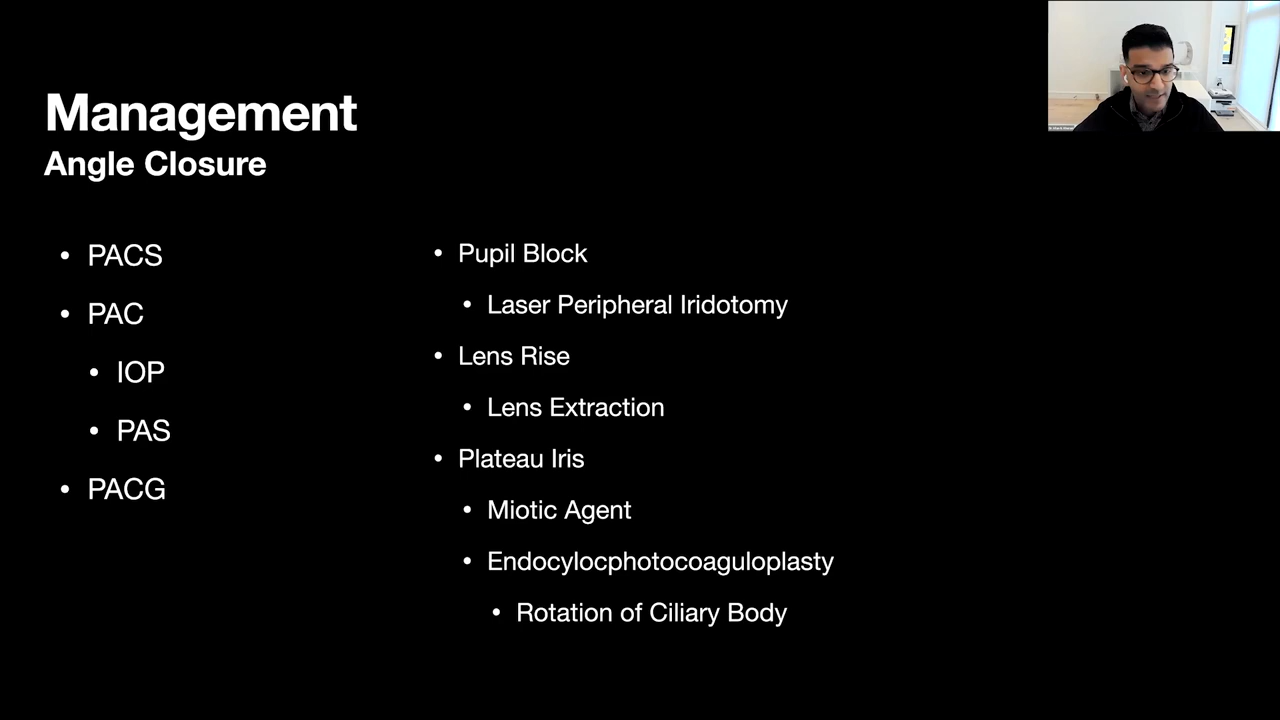 Management
Angle Closure
• PACS
• PAC
• IOP
• PAS
• PACG
• Pupil Block
• Laser Peripheral Iridotomy
• Lens Rise
• Lens Extraction
• Plateau Iris
• Miotic Agent
• Endocylocphotocoaguloplasty
• Rotation of Ciliary Body